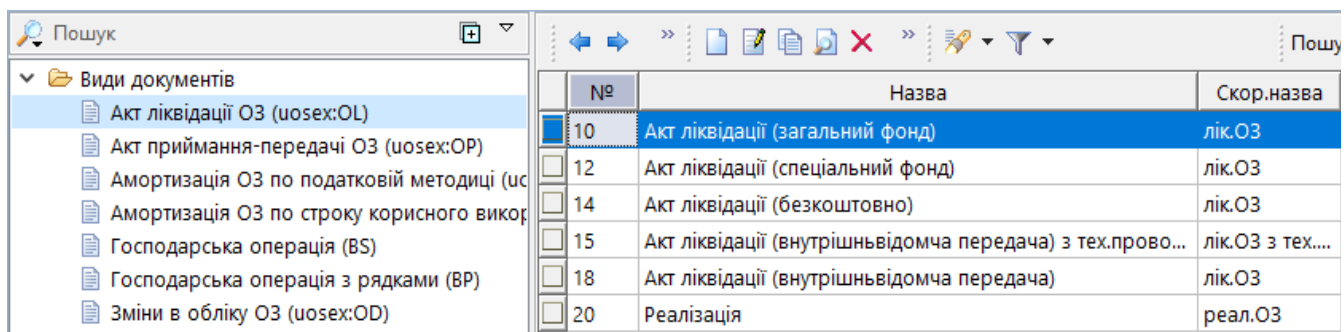 Пошук
Види документів
Акт ліквідації ОЗ (uosex:OL)
Акт приймання-передачі ОЗ (uosex:OP)
Амортизація ОЗ по податковій методиці (uo
Амортизація ОЗ по строку корисного викор
Господарська операція (BS)
Господарська операція з рядками (BP)
Зміни в обліку ОЗ (uosex:OD)
Пошу
№ Назва Скор.назва
10 Акт ліквідації (загальний фонд) лік.ОЗ
12 Акт ліквідації (спеціальний фонд) лік.ОЗ
14 Акт ліквідації (безкоштовно) лік.ОЗ
15 Акт ліквідації (внутрішньвідомча передача) з тех.прово... лік.ОЗ з тех....
18 Акт ліквідації (внутрішньвідомча передача) лік.ОЗ
20 Реалізація реал.ОЗ